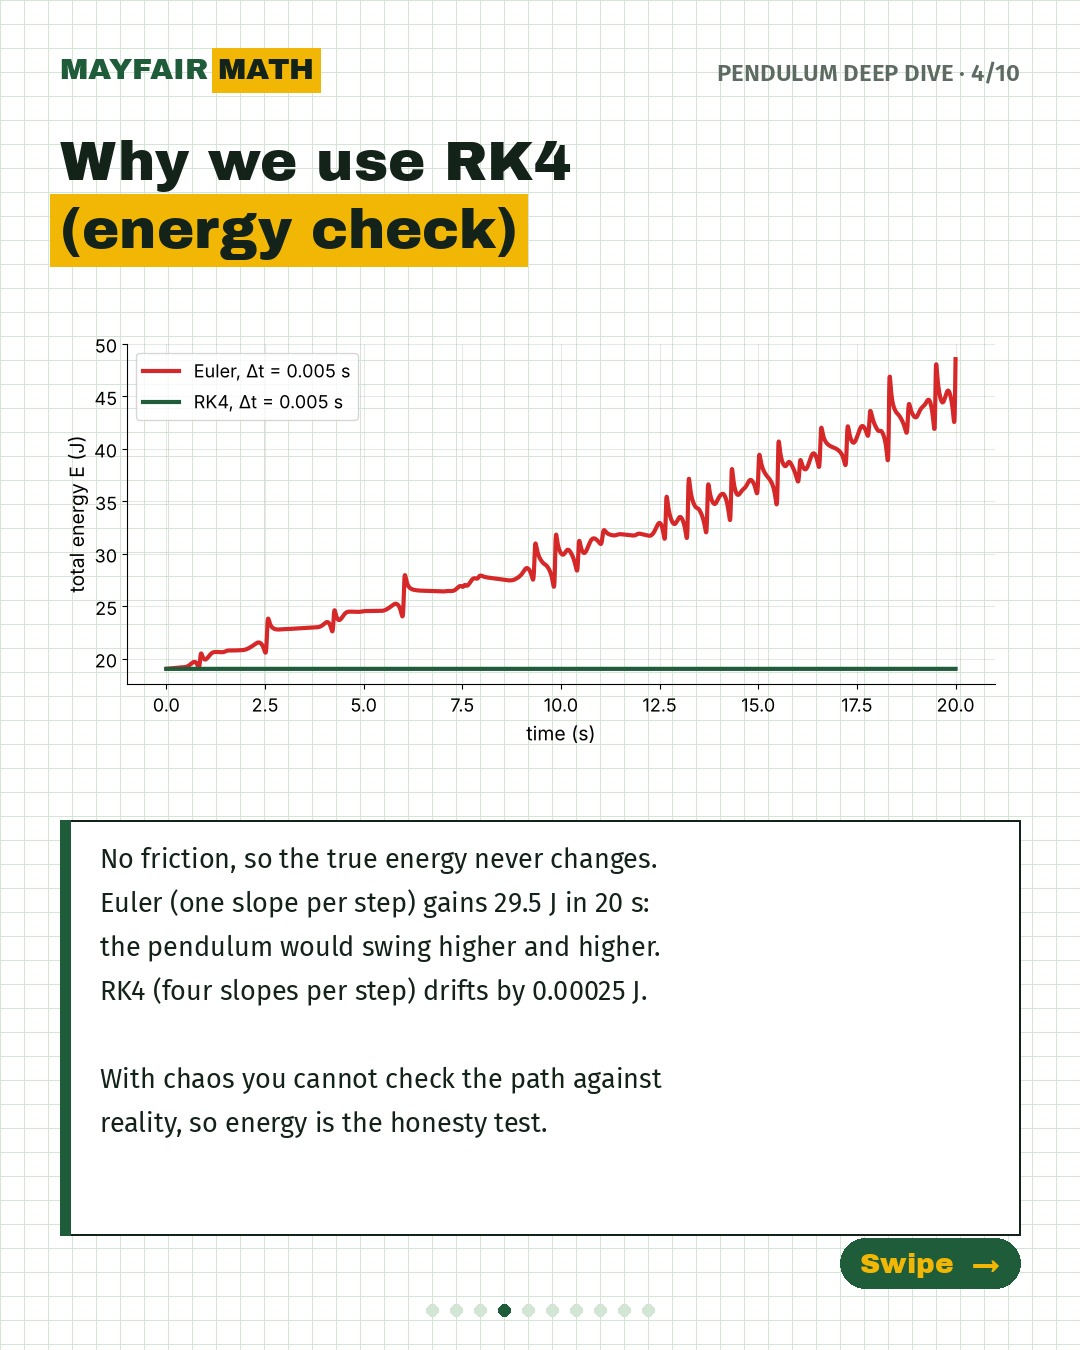 MAYFAIR MATH
PENDULUM DEEP DIVE · 4/10
Why we use RK4
(energy check)
Euler, Δt = 0.005 s
RK4, Δt = 0.005 s
total energy E (J)
50
45
40
35
30
25
20
0.0 2.5 5.0 7.5 10.0 12.5 15.0 17.5 20.0
time (s)
No friction, so the true energy never changes.
Euler (one slope per step) gains 29.5 J in 20 s:
the pendulum would swing higher and higher.
RK4 (four slopes per step) drifts by 0.00025 J.
With chaos you cannot check the path against
reality, so energy is the honesty test.
Swipe →